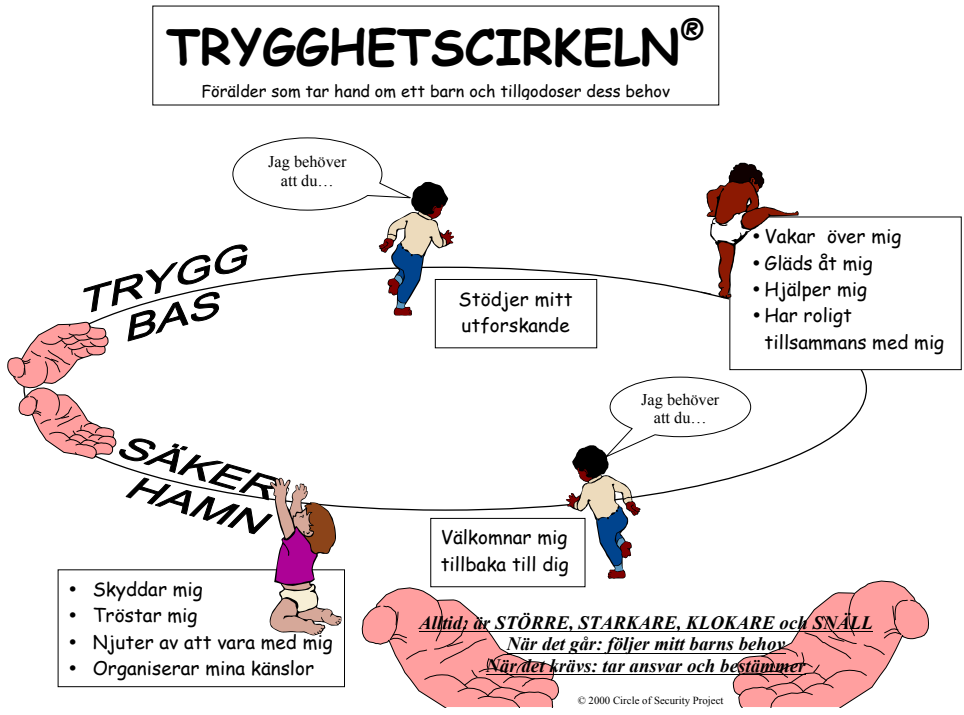 TRYGGHETSCIRKELN®
Förälder som tar hand om ett barn och tillgodoser dess behov
Jag behöver
att du…
TRYGG
BAS
Stödjer mitt
utforskande
• Vakar över mig
• Gläds åt mig
• Hjälper mig
• Har roligt
tillsammans med mig
Jag behöver
att du…
SÄKER
HAMN
Välkomnar mig
tillbaka till dig
• Skyddar mig
• Tröstar mig
• Njuter av att vara med mig
• Organiserar mina känslor
Alltid; är STÖRRE, STARKARE, KLOKARE och SNÄLL
När det går: följer mitt barns behov
När det krävs: tar ansvar och bestämmer
© 2000 Circle of Security Project